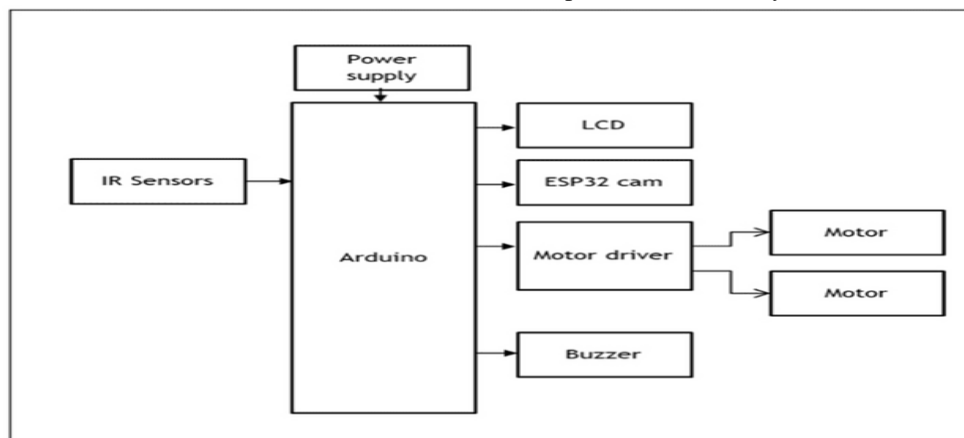 Power
supply
LCD
IR Sensors
ESP32 cam
Arduino
Motor driver
Motor
Motor
Buzzer